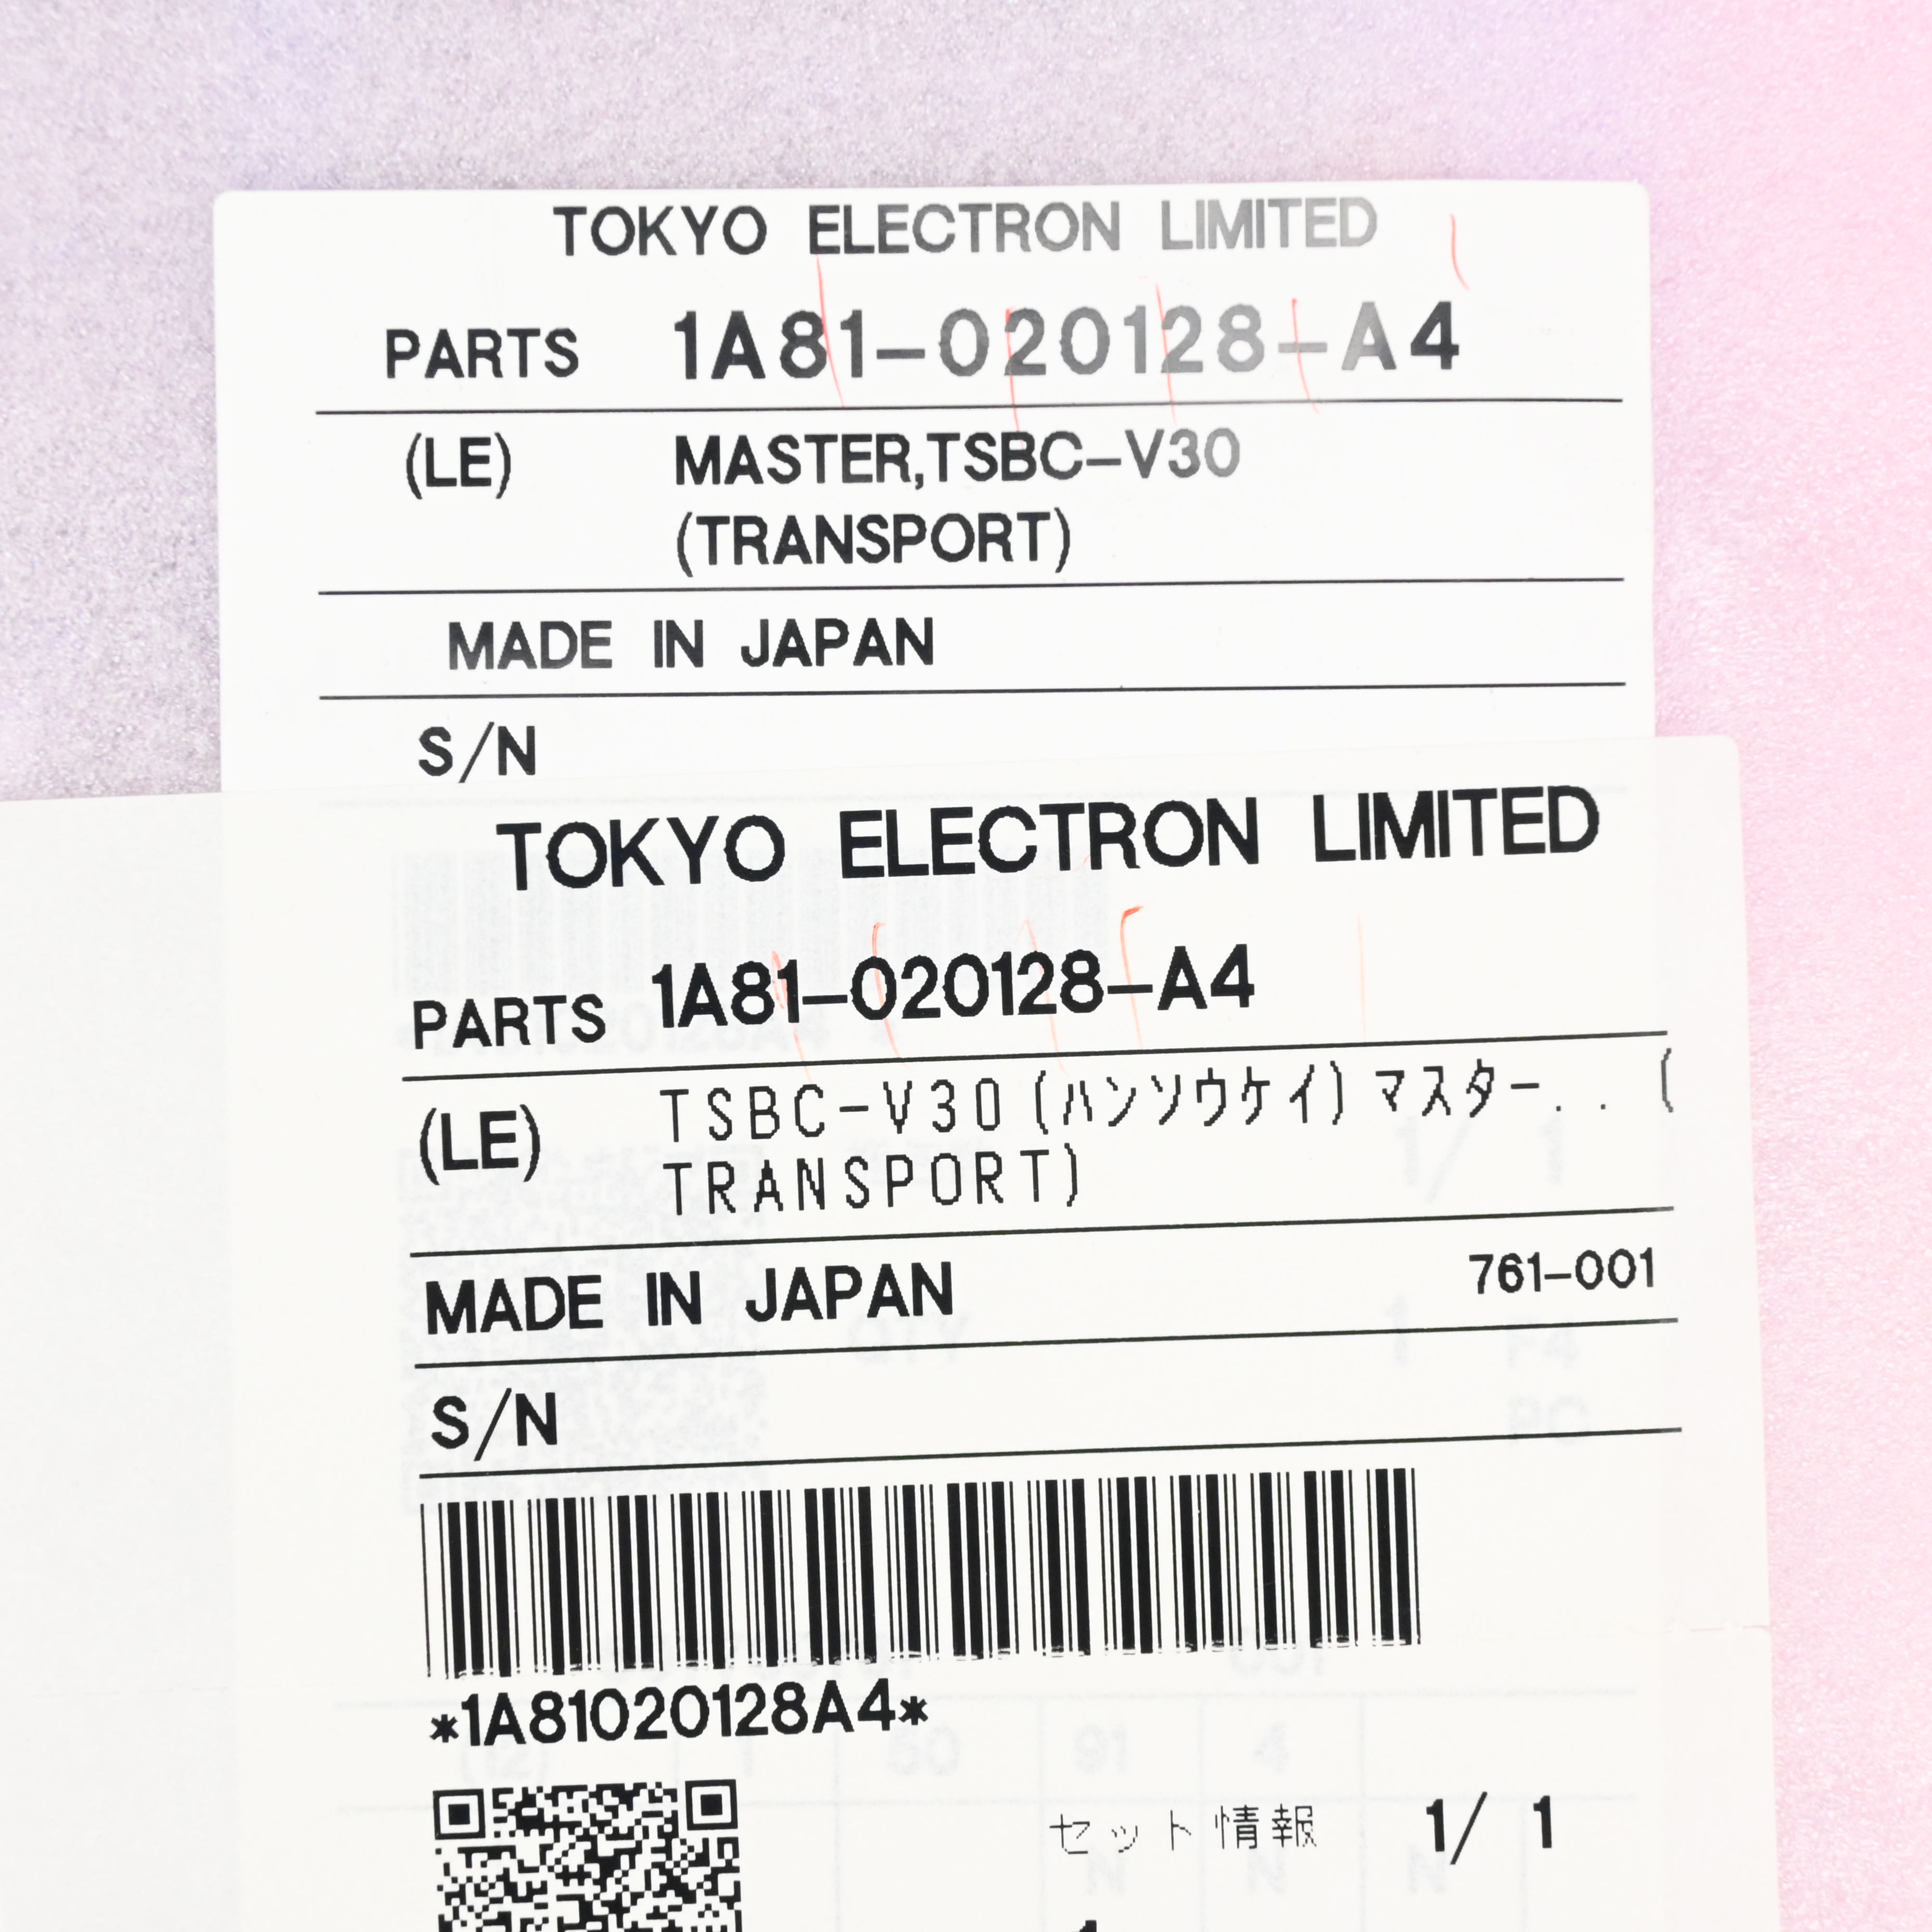 TOKYO ELECTRON LIMITED
PARTS 1A81-020128-A4
(LE) MASTER,TSBC-V30
(TRANSPORT)
MADE IN JAPAN
S/N
TOKYO ELECTRON LIMITED
PARTS 1A81-020128-A4
(LE) TSBC-V30(ハンソウケイ)マスター..(
TRANSPORT)
MADE IN JAPAN 761-001
S/N
*1A81020128A4*
セット情報 1/ 1